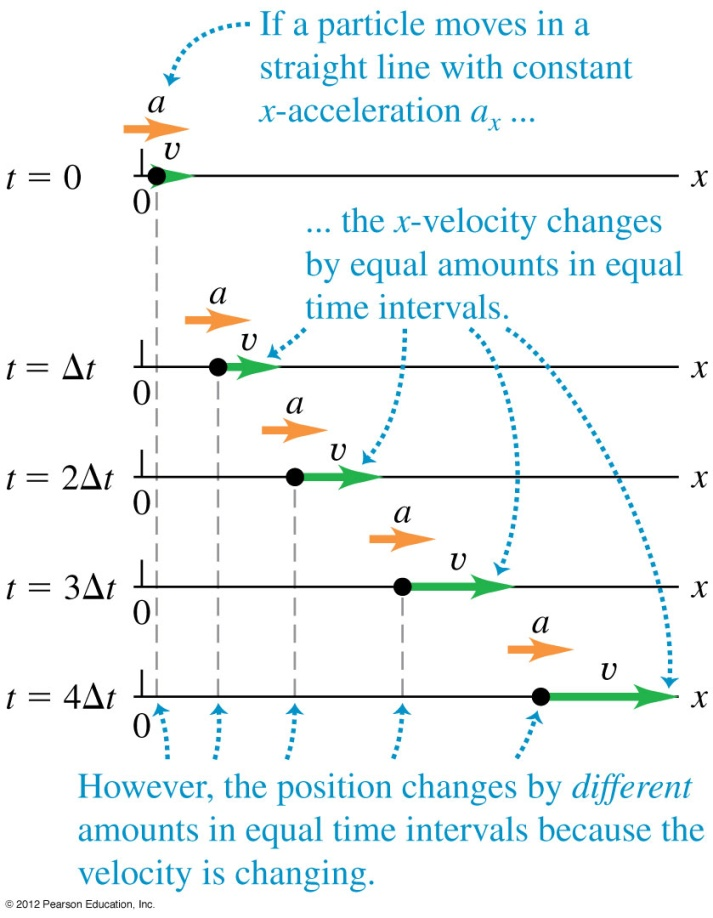 If a particle moves in a
straight line with constant
x-acceleration aₓ ...
a
v
t = 0
x
0
... the x-velocity changes
by equal amounts in equal
time intervals.
a
v
t = Δt
x
0
a
v
t = 2Δt
x
0
a
v
t = 3Δt
x
0
a
v
t = 4Δt
x
0
However, the position changes by different
amounts in equal time intervals because the
velocity is changing.
© 2012 Pearson Education, Inc.